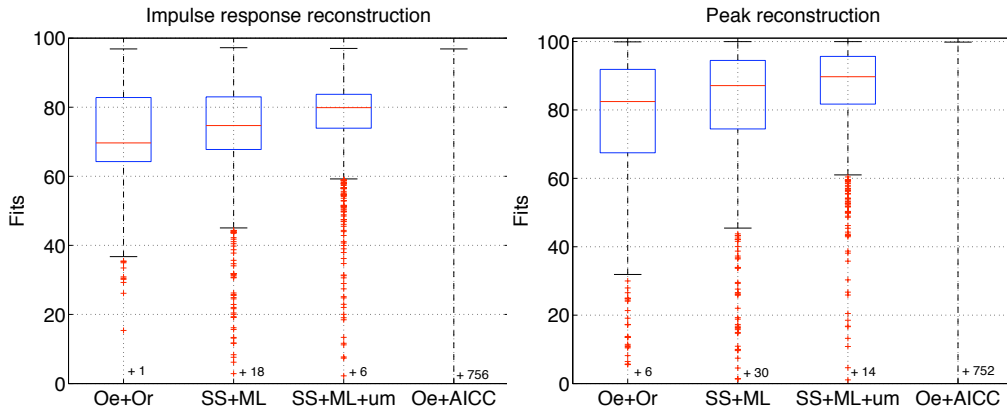 Impulse response reconstruction
100
80
60
40
20
0
Fits
+ 1
+ 18
+ 6
+ 756
Oe+Or
SS+ML
SS+ML+um
Oe+AICC
Peak reconstruction
100
80
60
40
20
0
Fits
+ 6
+ 30
+ 14
+ 752
Oe+Or
SS+ML
SS+ML+um
Oe+AICC